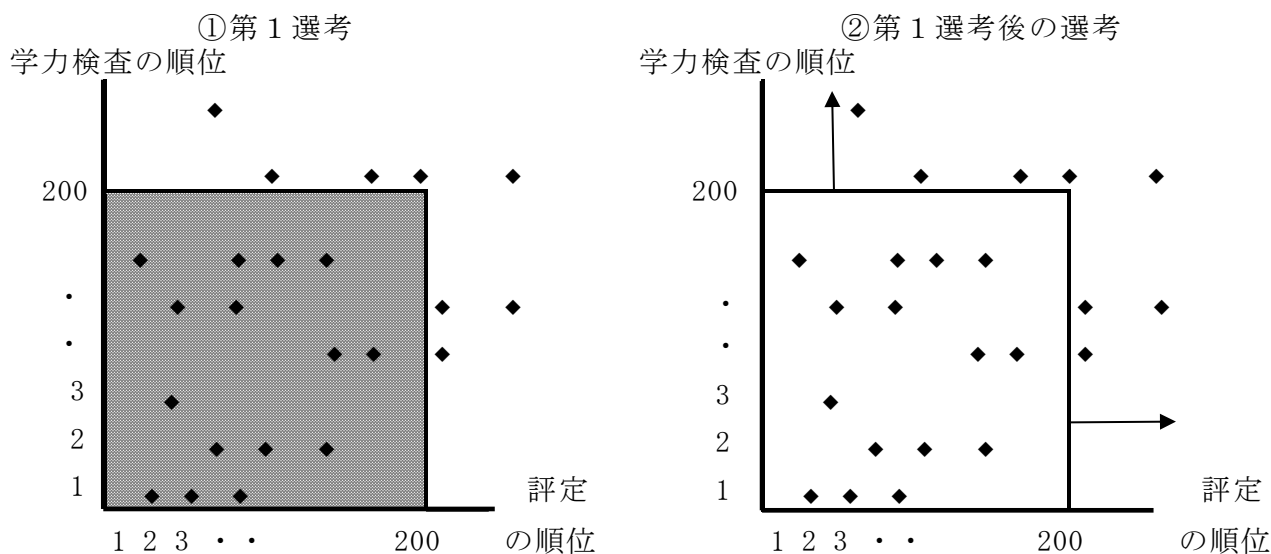 ①第１選考
学力検査の順位
200
・
・
3
2
1
1 2 3 ・・ 200
評定
の順位
②第１選考後の選考
学力検査の順位
200
・
・
3
2
1
1 2 3 ・・ 200
評定
の順位